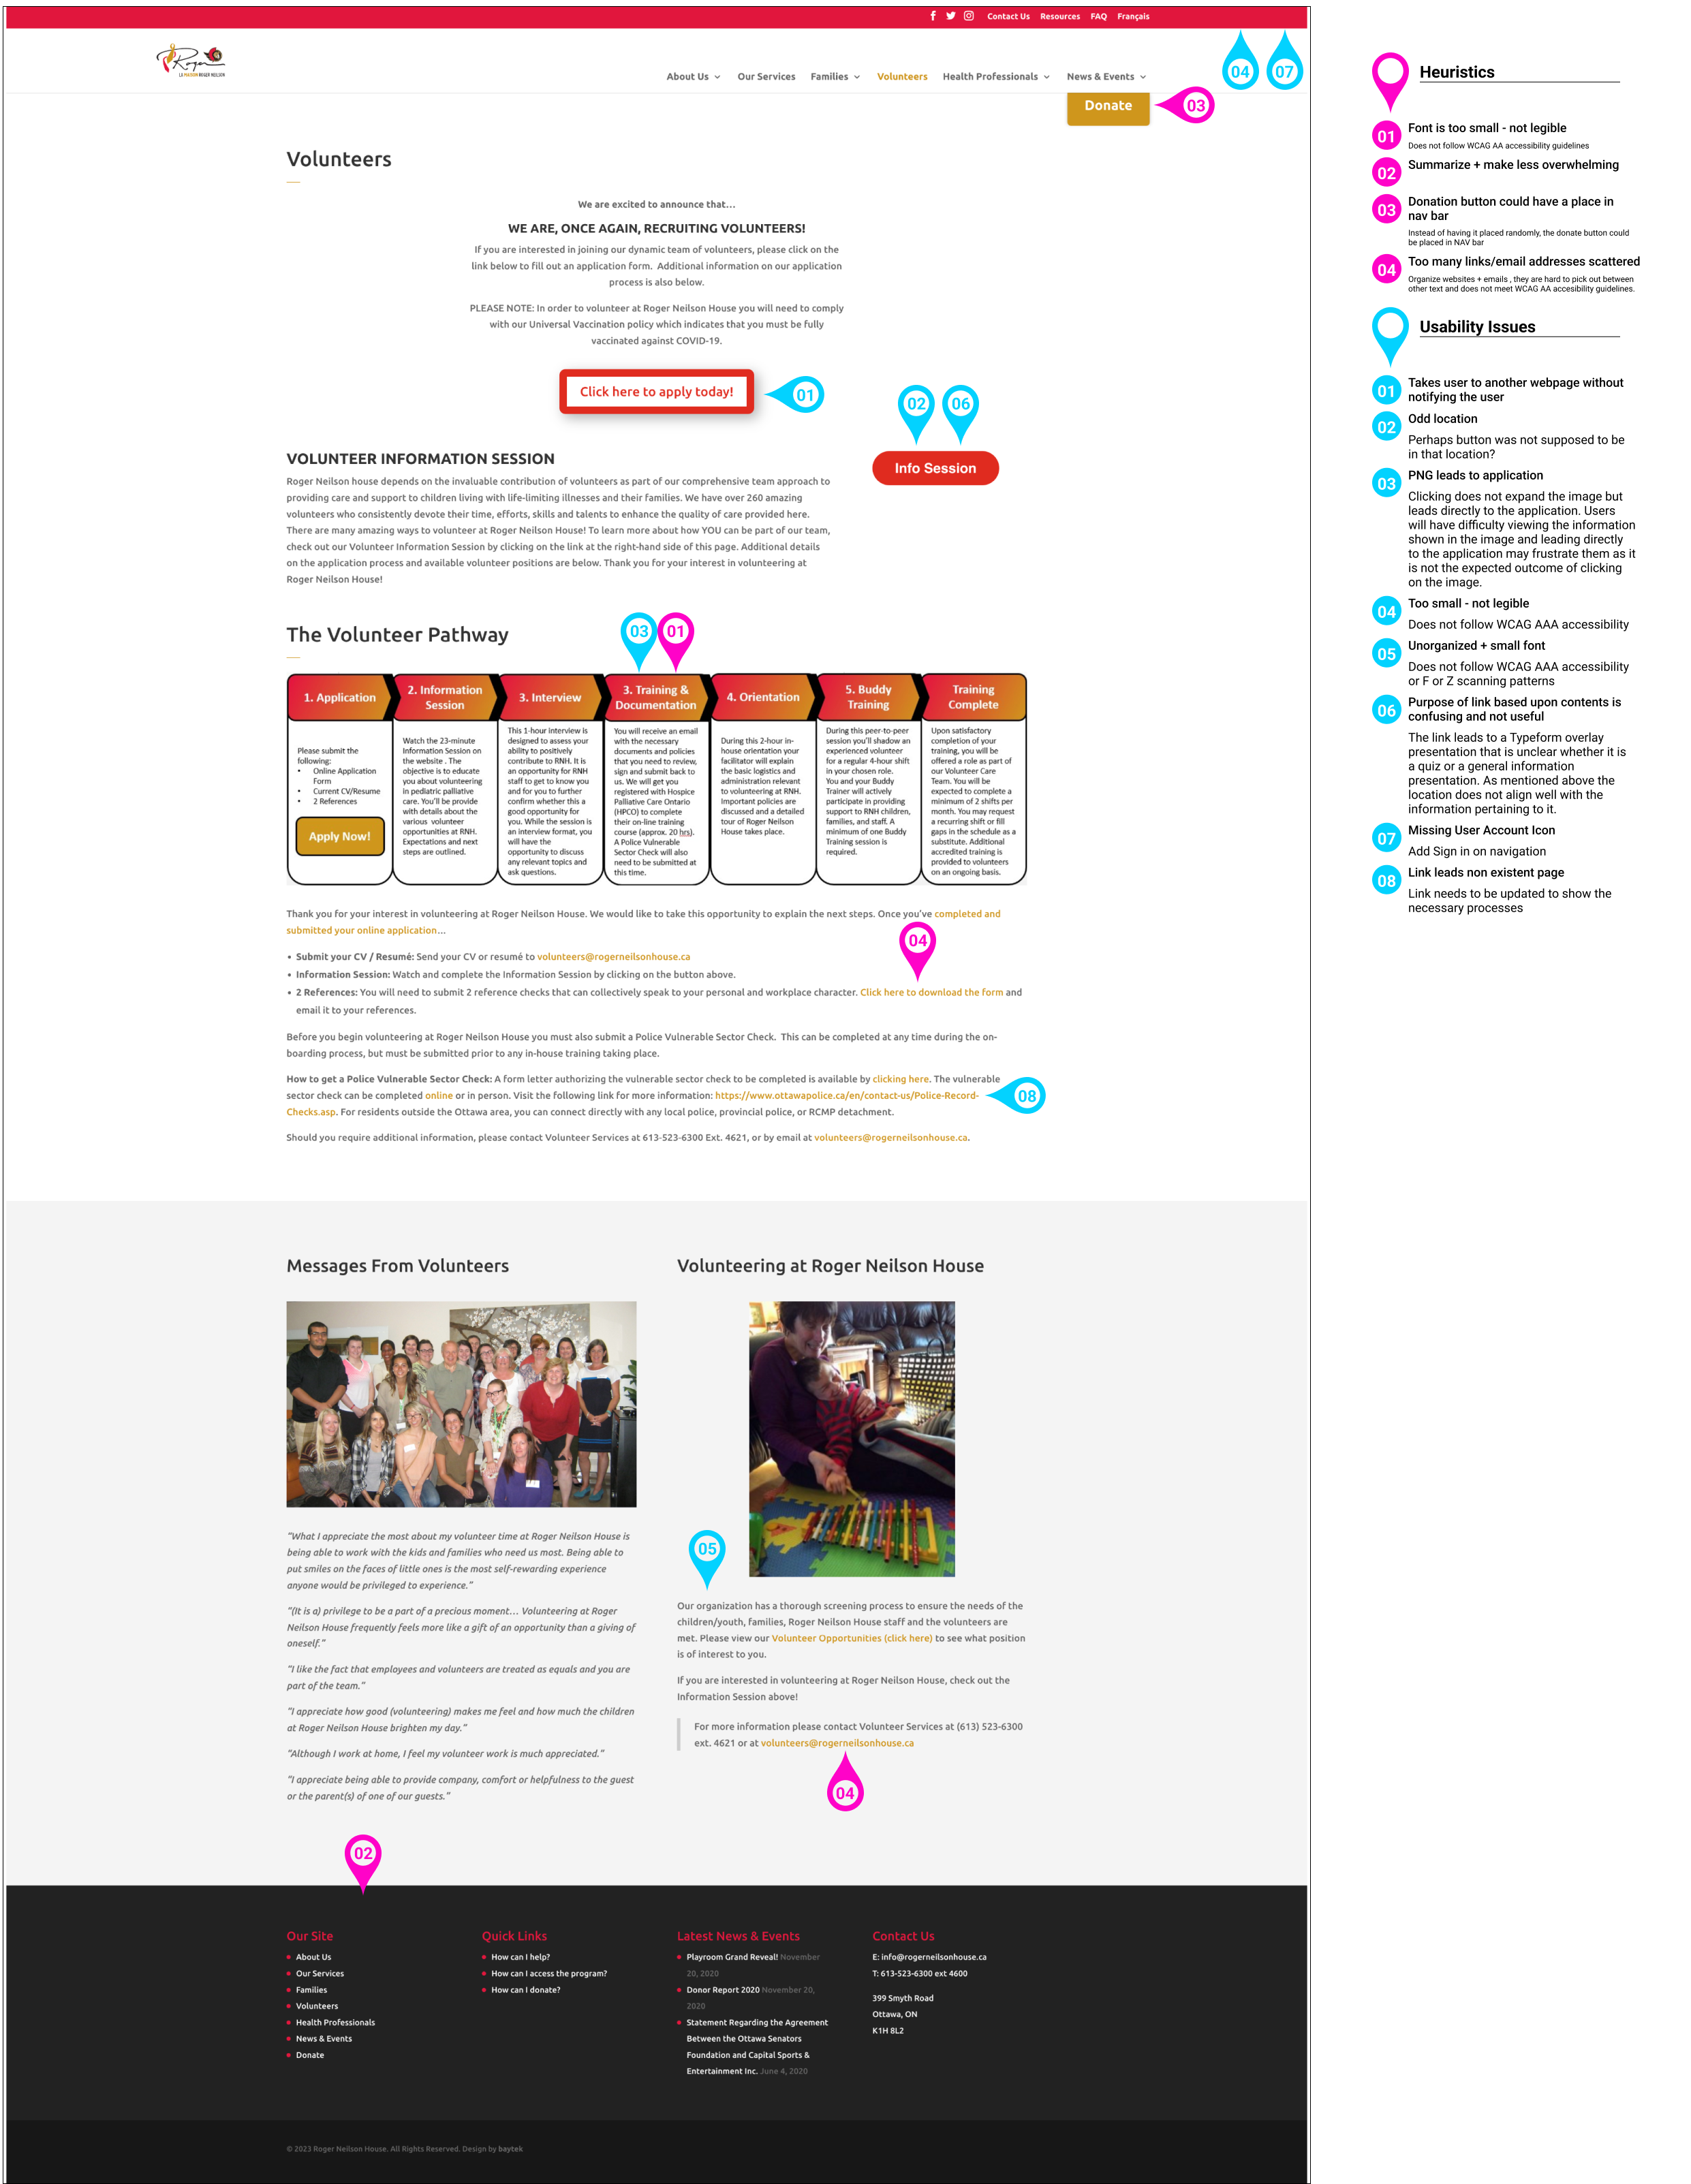 Contact Us Resources FAQ Français
Roger
LA MAISON ROGER NEILSON
About Us Our Services Families Volunteers Health Professionals News & Events
04 07
Donate
03
Volunteers
We are excited to announce that...
WE ARE, ONCE AGAIN, RECRUITING VOLUNTEERS!
If you are interested in joining our dynamic team of volunteers, please click on the
link below to fill out an application form. Additional information on our application
process is also below.
PLEASE NOTE: In order to volunteer at Roger Neilson House you will need to comply
with our Universal Vaccination policy which indicates that you must be fully
vaccinated against COVID-19.
Click here to apply today!
01
02 06
Info Session
VOLUNTEER INFORMATION SESSION
Roger Neilson house depends on the invaluable contribution of volunteers as part of our comprehensive team approach to
providing care and support to children living with life-limiting illnesses and their families. We have over 260 amazing
volunteers who consistently devote their time, efforts, skills and talents to enhance the quality of care provided here.
There are many amazing ways to volunteer at Roger Neilson House! To learn more about how YOU can be part of our team,
check out our Volunteer Information Session by clicking on the link at the right-hand side of this page. Additional details
on the application process and available volunteer positions are below. Thank you for your interest in volunteering at
Roger Neilson House!
The Volunteer Pathway
03 01
1. Application
Please submit the
following:
• Online Application
Form
• Current CV/Resume
• 2 References
Apply Now!
2. Information
Session
Watch the 23-minute
Information Session on
the website . The
objective is to educate
you about volunteering
in pediatric palliative
care. You'll be provide
with details about the
various volunteer
opportunities at RNH.
Expectations and next
steps are outlined.
3. Interview
This 1-hour interview is
designed to assess your
ability to positively
contribute to RNH. It is
an opportunity for RNH
staff to get to know you
and for you to further
confirm whether this a
good opportunity for
you. While the session is
an interview format, you
will have the
opportunity to discuss
any relevant topics and
ask questions.
3. Training &
Documentation
You will receive an email
with the necessary
documents and policies
that you need to review,
sign and submit back to
us. We will get you
registered with Hospice
Palliative Care Ontario
(HPCO) to complete
their on-line training
course (approx. 20 hrs).
A Police Vulnerable
Sector Check will also
need to be submitted at
this time.
4. Orientation
During this 2-hour in-
house orientation your
facilitator will explain
the basic logistics and
administration relevant
to volunteering at RNH.
Important policies are
discussed and a detailed
tour of Roger Neilson
House takes place.
5. Buddy
Training
During this peer-to-peer
session you'll shadow an
experienced volunteer
for a regular 4-hour shift
in your chosen role.
You and your Buddy
Trainer will actively
participate in providing
support to RNH children,
families, and staff. A
minimum of one Buddy
Training session is
required.
Training
Complete
Upon satisfactory
completion of your
training, you will be
offered a role as part of
our Volunteer Care
Team. You will be
expected to complete a
minimum of 2 shifts per
month. You may request
a recurring shift or fill
gaps in the schedule as a
substitute. Additional
accredited training is
provided to volunteers
on an ongoing basis.
Thank you for your interest in volunteering at Roger Neilson House. We would like to take this opportunity to explain the next steps. Once you've completed and
submitted your online application...
04
• Submit your CV / Resumé: Send your CV or resumé to volunteers@rogerneilsonhouse.ca
• Information Session: Watch and complete the Information Session by clicking on the button above.
• 2 References: You will need to submit 2 reference checks that can collectively speak to your personal and workplace character. Click here to download the form and
email it to your references.
Before you begin volunteering at Roger Neilson House you must also submit a Police Vulnerable Sector Check. This can be completed at any time during the on-
boarding process, but must be submitted prior to any in-house training taking place.
How to get a Police Vulnerable Sector Check: A form letter authorizing the vulnerable sector check to be completed is available by clicking here. The vulnerable
sector check can be completed online or in person. Visit the following link for more information: https://www.ottawapolice.ca/en/contact-us/Police-Record-
Checks.asp. For residents outside the Ottawa area, you can connect directly with any local police, provincial police, or RCMP detachment.
08
Should you require additional information, please contact Volunteer Services at 613-523-6300 Ext. 4621, or by email at volunteers@rogerneilsonhouse.ca.
Messages From Volunteers
"What I appreciate the most about my volunteer time at Roger Neilson House is
being able to work with the kids and families who need us most. Being able to
put smiles on the faces of little ones is the most self-rewarding experience
anyone would be privileged to experience."
"(It is a) privilege to be a part of a precious moment... Volunteering at Roger
Neilson House frequently feels more like a gift of an opportunity than a giving of
oneself."
"I like the fact that employees and volunteers are treated as equals and you are
part of the team."
"I appreciate how good (volunteering) makes me feel and how much the children
at Roger Neilson House brighten my day."
"Although I work at home, I feel my volunteer work is much appreciated."
"I appreciate being able to provide company, comfort or helpfulness to the guest
or the parent(s) of one of our guests."
02
Volunteering at Roger Neilson House
05
Our organization has a thorough screening process to ensure the needs of the
children/youth, families, Roger Neilson House staff and the volunteers are
met. Please view our Volunteer Opportunities (click here) to see what position
is of interest to you.
If you are interested in volunteering at Roger Neilson House, check out the
Information Session above!
For more information please contact Volunteer Services at (613) 523-6300
ext. 4621 or at volunteers@rogerneilsonhouse.ca
04
Our Site
• About Us
• Our Services
• Families
• Volunteers
• Health Professionals
• News & Events
• Donate
Quick Links
• How can I help?
• How can I access the program?
• How can I donate?
Latest News & Events
• Playroom Grand Reveal! November
20, 2020
• Donor Report 2020 November 20,
2020
• Statement Regarding the Agreement
Between the Ottawa Senators
Foundation and Capital Sports &
Entertainment Inc. June 4, 2020
Contact Us
E: info@rogerneilsonhouse.ca
T: 613-523-6300 ext 4600
399 Smyth Road
Ottawa, ON
K1H 8L2
© 2023 Roger Neilson House. All Rights Reserved. Design by baytek
Heuristics
01 Font is too small - not legible
Does not follow WCAG AA accessibility guidelines
02 Summarize + make less overwhelming
03 Donation button could have a place in
nav bar
Instead of having it placed randomly, the donate button could
be placed in NAV bar
04 Too many links/email addresses scattered
Organize websites + emails , they are hard to pick out between
other text and does not meet WCAG AA accesibility guidelines.
Usability Issues
01 Takes user to another webpage without
notifying the user
02 Odd location
Perhaps button was not supposed to be
in that location?
03 PNG leads to application
Clicking does not expand the image but
leads directly to the application. Users
will have difficulty viewing the information
shown in the image and leading directly
to the application may frustrate them as it
is not the expected outcome of clicking
on the image.
04 Too small - not legible
Does not follow WCAG AAA accessibility
05 Unorganized + small font
Does not follow WCAG AAA accessibility
or F or Z scanning patterns
06 Purpose of link based upon contents is
confusing and not useful
The link leads to a Typeform overlay
presentation that is unclear whether it is
a quiz or a general information
presentation. As mentioned above the
location does not align well with the
information pertaining to it.
07 Missing User Account Icon
Add Sign in on navigation
08 Link leads non existent page
Link needs to be updated to show the
necessary processes